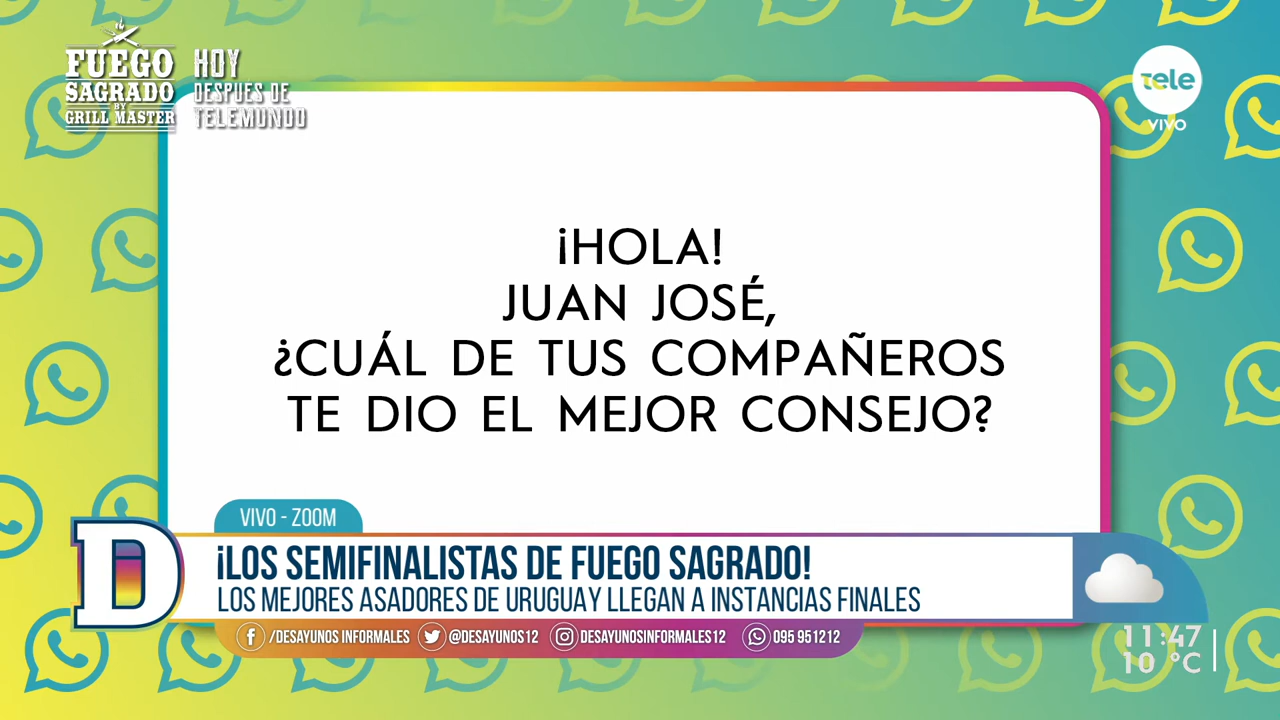 FUEGO
SAGRADO
BY
GRILL MASTER
HOY
DESPUÉS DE
TELEMUNDO
tele
VIVO
¡HOLA!
JUAN JOSÉ,
¿CUÁL DE TUS COMPAÑEROS
TE DIO EL MEJOR CONSEJO?
VIVO - ZOOM
D
¡LOS SEMIFINALISTAS DE FUEGO SAGRADO!
LOS MEJORES ASADORES DE URUGUAY LLEGAN A INSTANCIAS FINALES
/DESAYUNOS INFORMALES @DESAYUNOS12 DESAYUNOSINFORMALES12 095 951212
11:47
10 °C